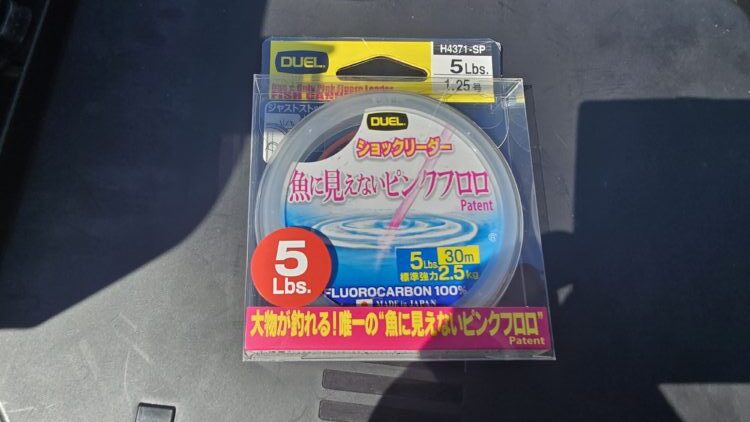 DUEL
H4371-SP
5Lbs.
1.25号
DUEL
ショックリーダー
魚に見えないピンクフロロ
Patent
5Lbs. 30m
標準強力2.5kg
5
Lbs.
FLUOROCARBON 100%
MADE in JAPAN
大物が釣れる!唯一の"魚に見えないピンクフロロ"
Patent